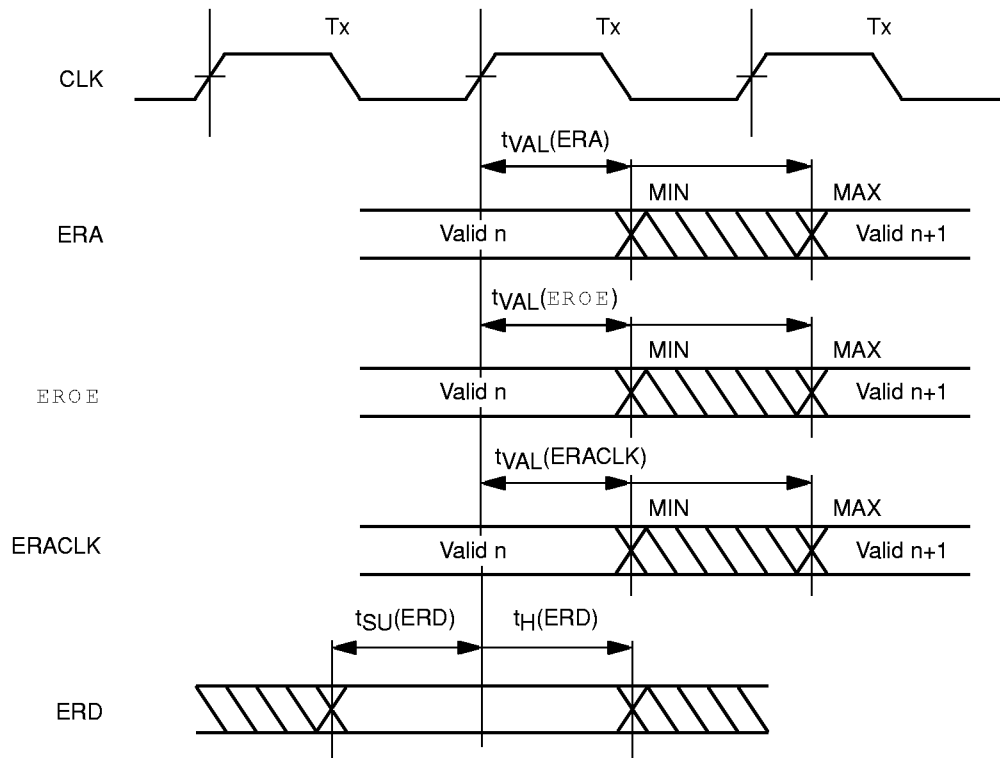 Tx Tx Tx
CLK
tVAL(ERA)
MIN MAX
ERA Valid n Valid n+1
tVAL(EROE)
MIN MAX
EROE Valid n Valid n+1
tVAL(ERACLK)
MIN MAX
ERACLK Valid n Valid n+1
tSU(ERD) tH(ERD)
ERD